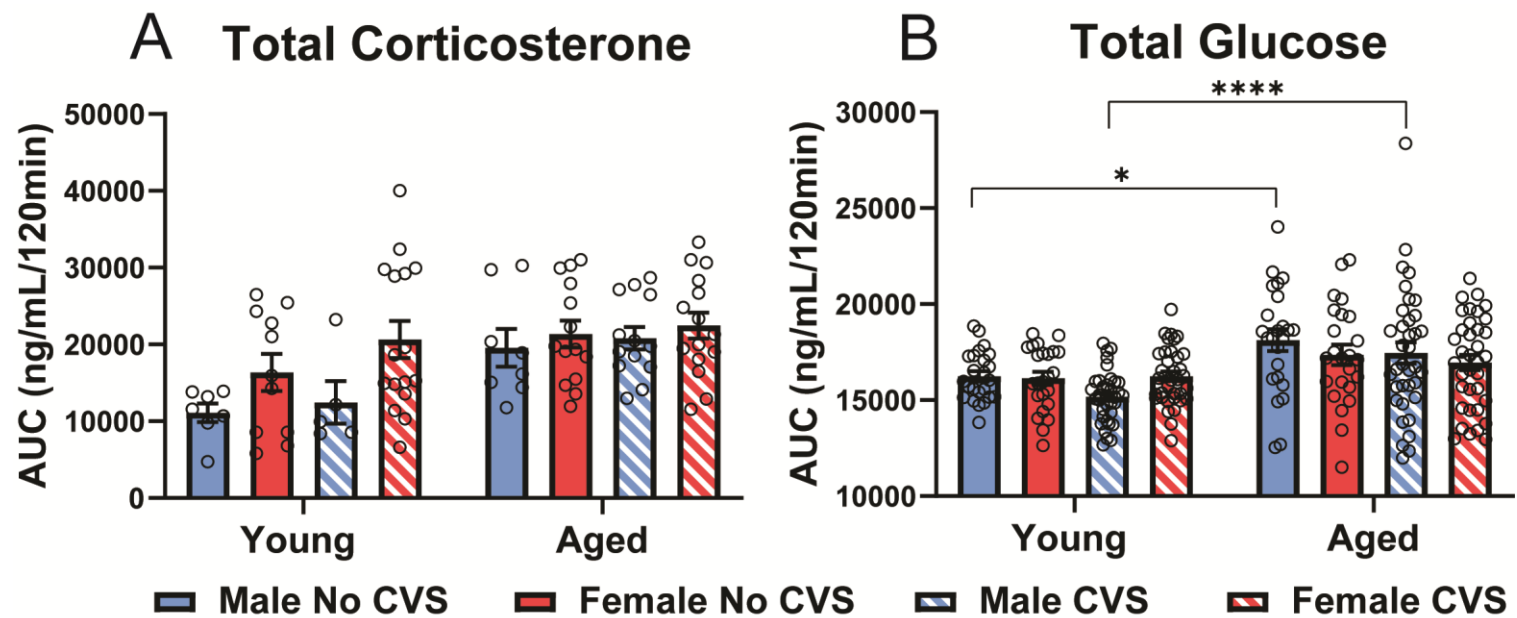 A Total Corticosterone
AUC (ng/mL/120min)
50000
40000
30000
20000
10000
0
Young Aged
B Total Glucose
AUC (ng/mL/120min)
30000
25000
20000
15000
10000
****
*
Young Aged
Male No CVS Female No CVS Male CVS Female CVS